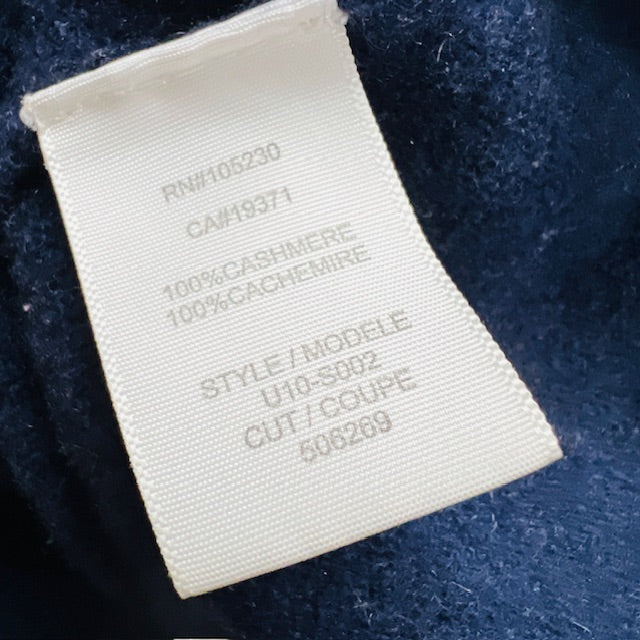 RN#105230
CA#19371
100%CASHMERE
100%CACHEMIRE
STYLE / MODELE
U10-S002
CUT / COUPE
506269